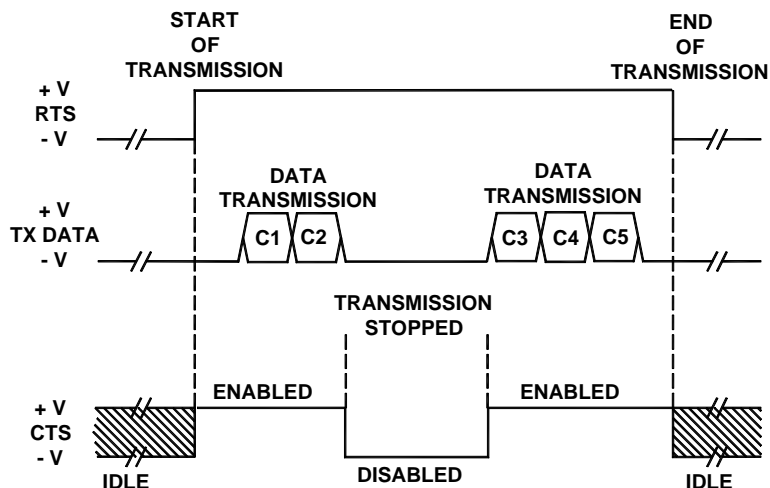 START
OF
TRANSMISSION
END
OF
TRANSMISSION
+ V
RTS
- V
DATA
TRANSMISSION
DATA
TRANSMISSION
+ V
TX DATA
- V
C1
C2
C3
C4
C5
TRANSMISSION
STOPPED
ENABLED
ENABLED
+ V
CTS
- V
DISABLED
IDLE
IDLE